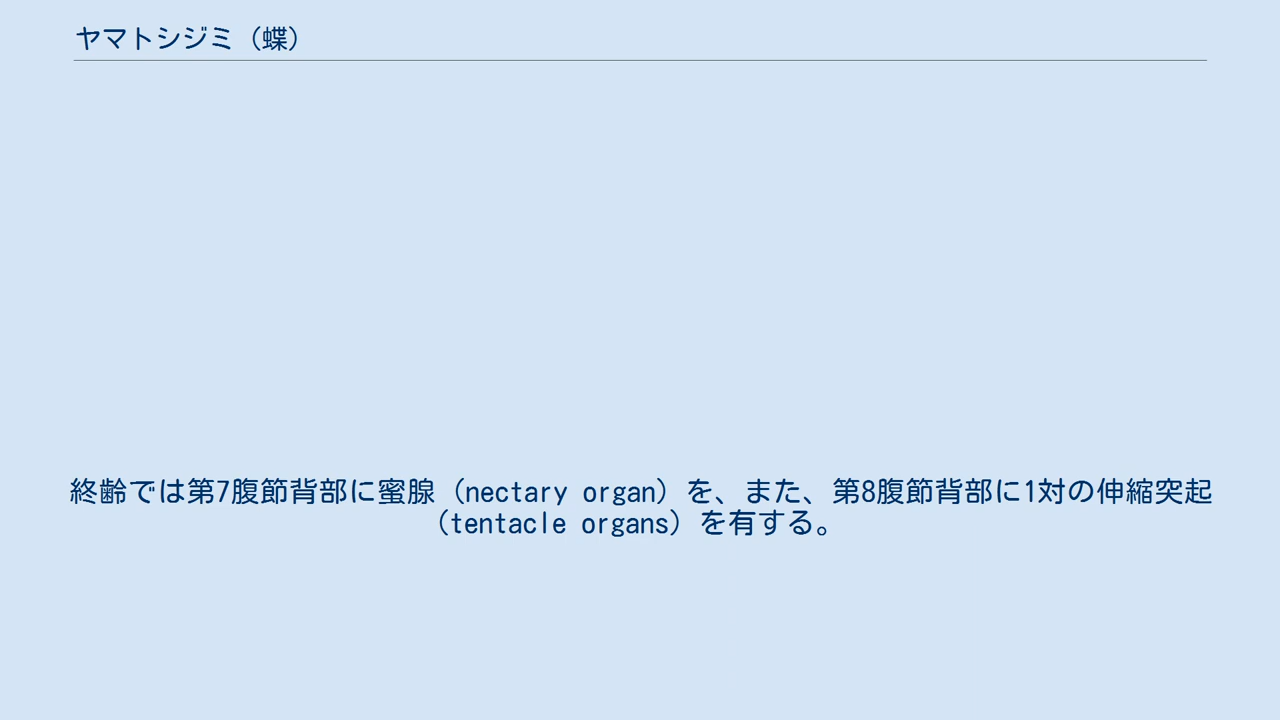 ヤマトシジミ（蝶）
終齢では第7腹節背部に蜜腺（nectary organ）を、また、第8腹節背部に1対の伸縮突起
（tentacle organs）を有する。